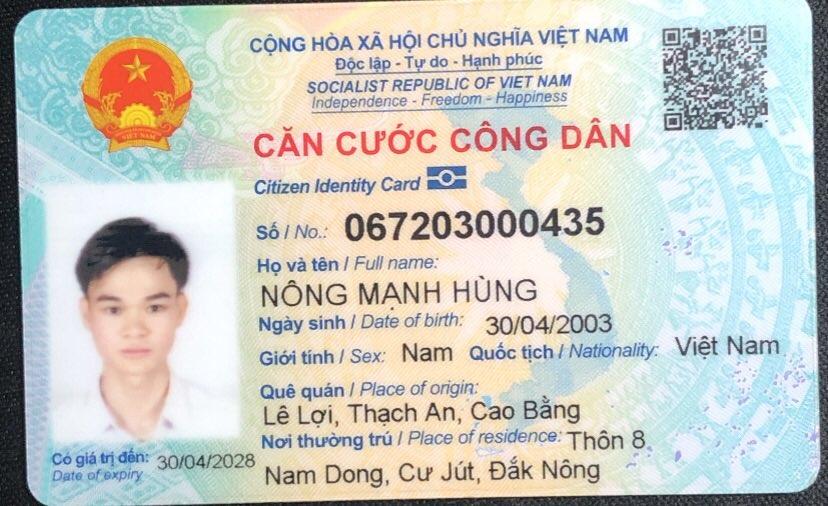 CỘNG HÒA XÃ HỘI CHỦ NGHĨA VIỆT NAM
Độc lập - Tự do - Hạnh phúc
SOCIALIST REPUBLIC OF VIET NAM
Independence - Freedom - Happiness
CĂN CƯỚC CÔNG DÂN
Citizen Identity Card
Số / No.: 067203000435
Họ và tên / Full name:
NÔNG MẠNH HÙNG
Ngày sinh / Date of birth: 30/04/2003
Giới tính / Sex: Nam Quốc tịch / Nationality: Việt Nam
Quê quán / Place of origin:
Lê Lợi, Thạch An, Cao Bằng
Nơi thường trú / Place of residence: Thôn 8
Nam Dong, Cư Jút, Đắk Nông
Có giá trị đến: 30/04/2028
Date of expiry